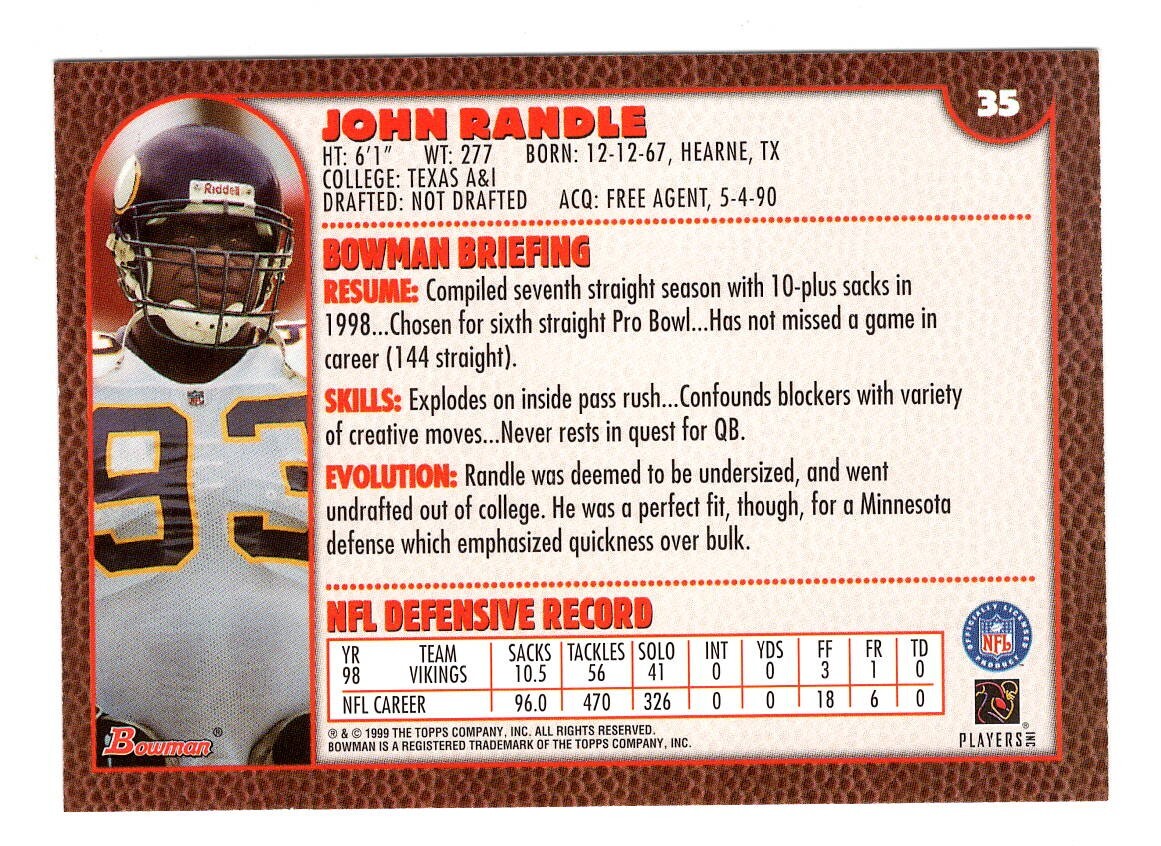 35
JOHN RANDLE
HT: 6'1" WT: 277 BORN: 12-12-67, HEARNE, TX
COLLEGE: TEXAS A&I
DRAFTED: NOT DRAFTED ACQ: FREE AGENT, 5-4-90
BOWMAN BRIEFING
RESUME: Compiled seventh straight season with 10-plus sacks in
1998...Chosen for sixth straight Pro Bowl...Has not missed a game in
career (144 straight).
SKILLS: Explodes on inside pass rush...Confounds blockers with variety
of creative moves...Never rests in quest for QB.
EVOLUTION: Randle was deemed to be undersized, and went
undrafted out of college. He was a perfect fit, though, for a Minnesota
defense which emphasized quickness over bulk.
NFL DEFENSIVE RECORD
YR TEAM SACKS TACKLES SOLO INT YDS FF FR TD
98 VIKINGS 10.5 56 41 0 0 3 1 0
NFL CAREER 96.0 470 326 0 0 18 6 0
® & © 1999 THE TOPPS COMPANY, INC. ALL RIGHTS RESERVED.
BOWMAN IS A REGISTERED TRADEMARK OF THE TOPPS COMPANY, INC.
OFFICIALLY LICENSED PRODUCT™
NFL
PLAYERS INC®
Riddell
93
Bowman®